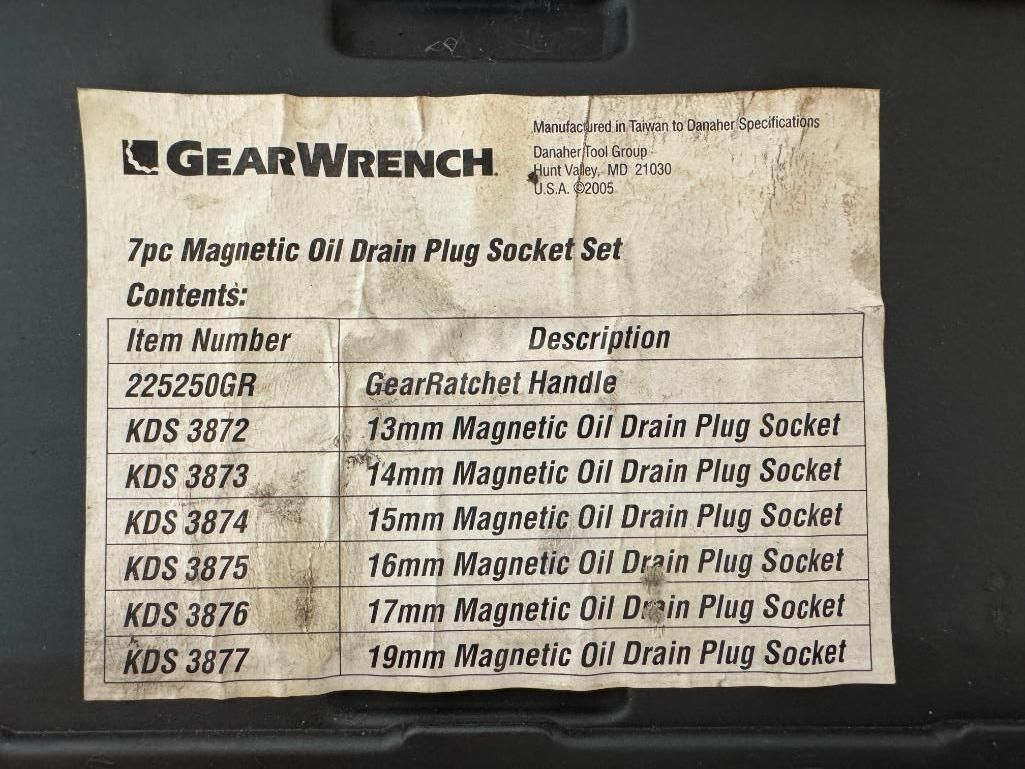 GEARWRENCH.
Manufactured in Taiwan to Danaher Specifications
Danaher Tool Group
Hunt Valley, MD 21030
U.S.A. ©2005
7pc Magnetic Oil Drain Plug Socket Set
Contents:
Item Number Description
225250GR GearRatchet Handle
KDS 3872 13mm Magnetic Oil Drain Plug Socket
KDS 3873 14mm Magnetic Oil Drain Plug Socket
KDS 3874 15mm Magnetic Oil Drain Plug Socket
KDS 3875 16mm Magnetic Oil Drain Plug Socket
KDS 3876 17mm Magnetic Oil Drain Plug Socket
KDS 3877 19mm Magnetic Oil Drain Plug Socket